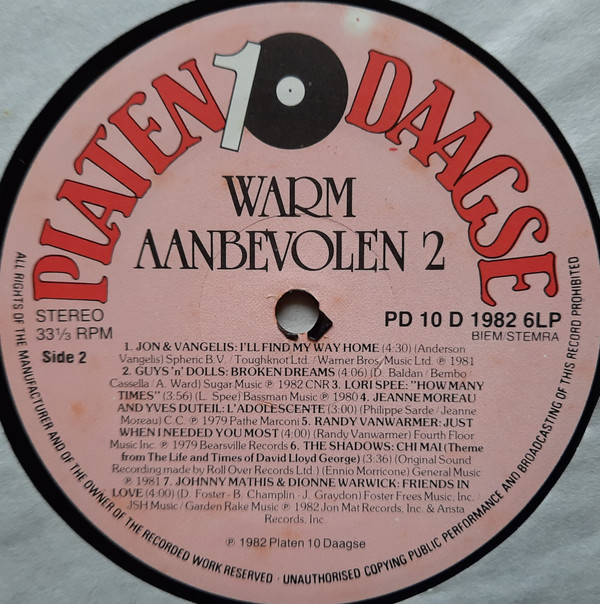 PLATEN 10 DAAGSE
WARM
AANBEVOLEN 2
STEREO
33⅓ RPM
Side 2
PD 10 D 1982 6LP
BIEM/STEMRA
1. JON & VANGELIS: I'LL FIND MY WAY HOME (4:30) (Anderson
Vangelis) Spheric B.V. / Toughknot Ltd. / Warner Bros. Music Ltd. ℗ 1981
2. GUYS 'n' DOLLS: BROKEN DREAMS (4:06) (D. Baldan / Bembo
Cassella / A. Ward) Sugar Music ℗ 1982 CNR 3. LORI SPEE: "HOW MANY
TIMES" (3:56) (L. Spee) Bassman Music ℗ 1980 4. JEANNE MOREAU
AND YVES DUTEIL: L'ADOLESCENTE (3:00) (Philippe Sarde / Jeanne
Moreau) C.C. ℗ 1979 Pathe Marconi 5. RANDY VANWARMER: JUST
WHEN I NEEDED YOU MOST (4:00) (Randy Vanwarmer) Fourth Floor
Music Inc. ℗ 1979 Bearsville Records 6. THE SHADOWS: CHI MAI (Theme
from The Life and Times of David Lloyd George) (3:36) (Original Sound
Recording made by Roll Over Records Ltd.) (Ennio Morricone) General Music
℗ 1981 7. JOHNNY MATHIS & DIONNE WARWICK: FRIENDS IN
LOVE (4:00) (D. Foster - B. Champlin - J. Graydon) Foster Frees Music, Inc. /
JSH Music / Garden Rake Music ℗ 1982 Jon Mat Records, Inc. & Arista
Records, Inc.
℗ 1982 Platen 10 Daagse
ALL RIGHTS OF THE MANUFACTURER AND OF THE OWNER OF THE RECORDED WORK RESERVED · UNAUTHORISED COPYING PUBLIC PERFORMANCE AND BROADCASTING OF THIS RECORD PROHIBITED